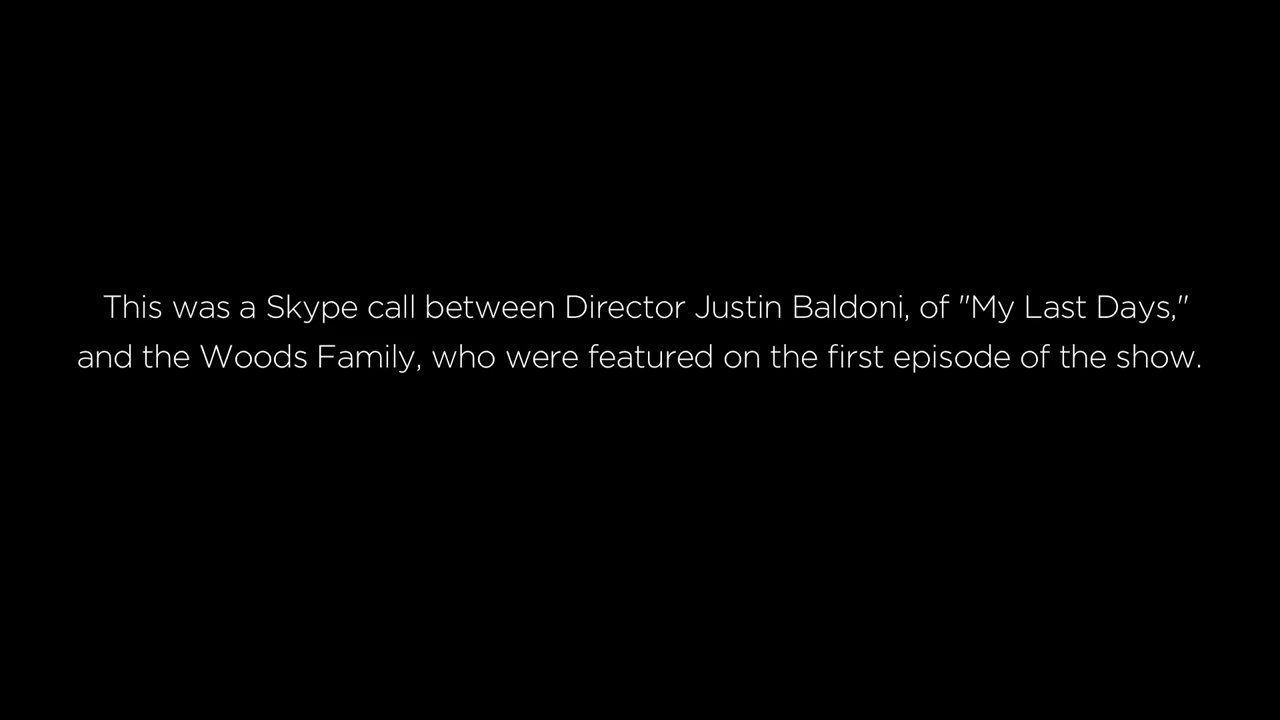 This was a Skype call between Director Justin Baldoni, of "My Last Days,"
and the Woods Family, who were featured on the first episode of the show.